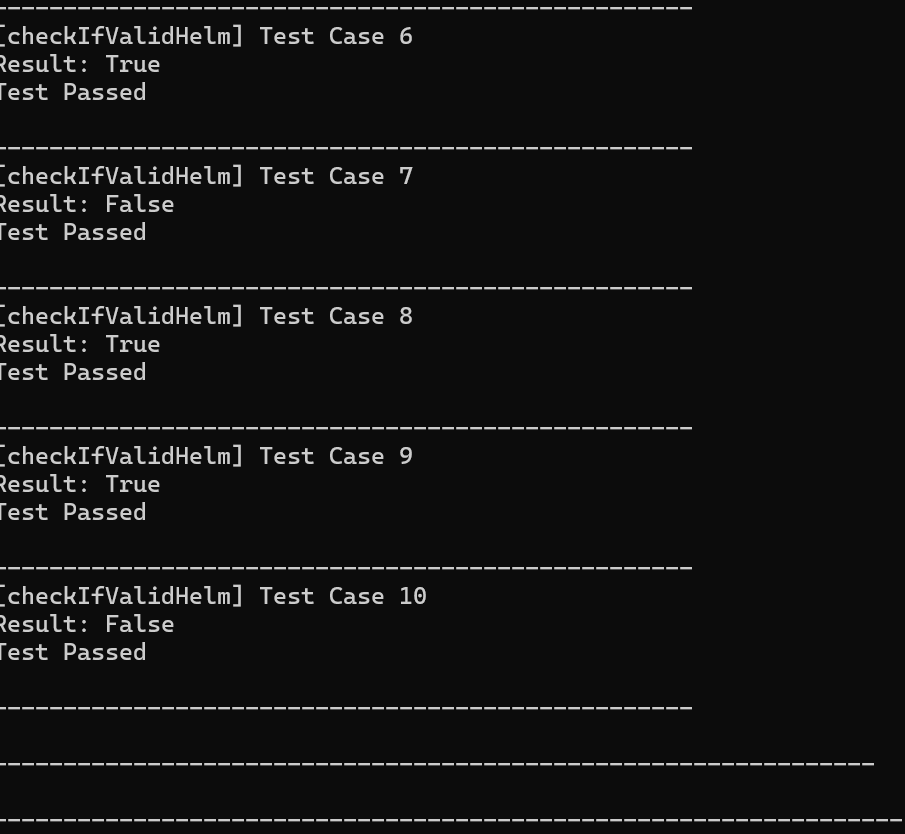 ------------------------------------------------
[checkIfValidHelm] Test Case 6
Result: True
Test Passed

------------------------------------------------
[checkIfValidHelm] Test Case 7
Result: False
Test Passed

------------------------------------------------
[checkIfValidHelm] Test Case 8
Result: True
Test Passed

------------------------------------------------
[checkIfValidHelm] Test Case 9
Result: True
Test Passed

------------------------------------------------
[checkIfValidHelm] Test Case 10
Result: False
Test Passed

------------------------------------------------

-------------------------------------------------------------

---------------------------------------------------------------